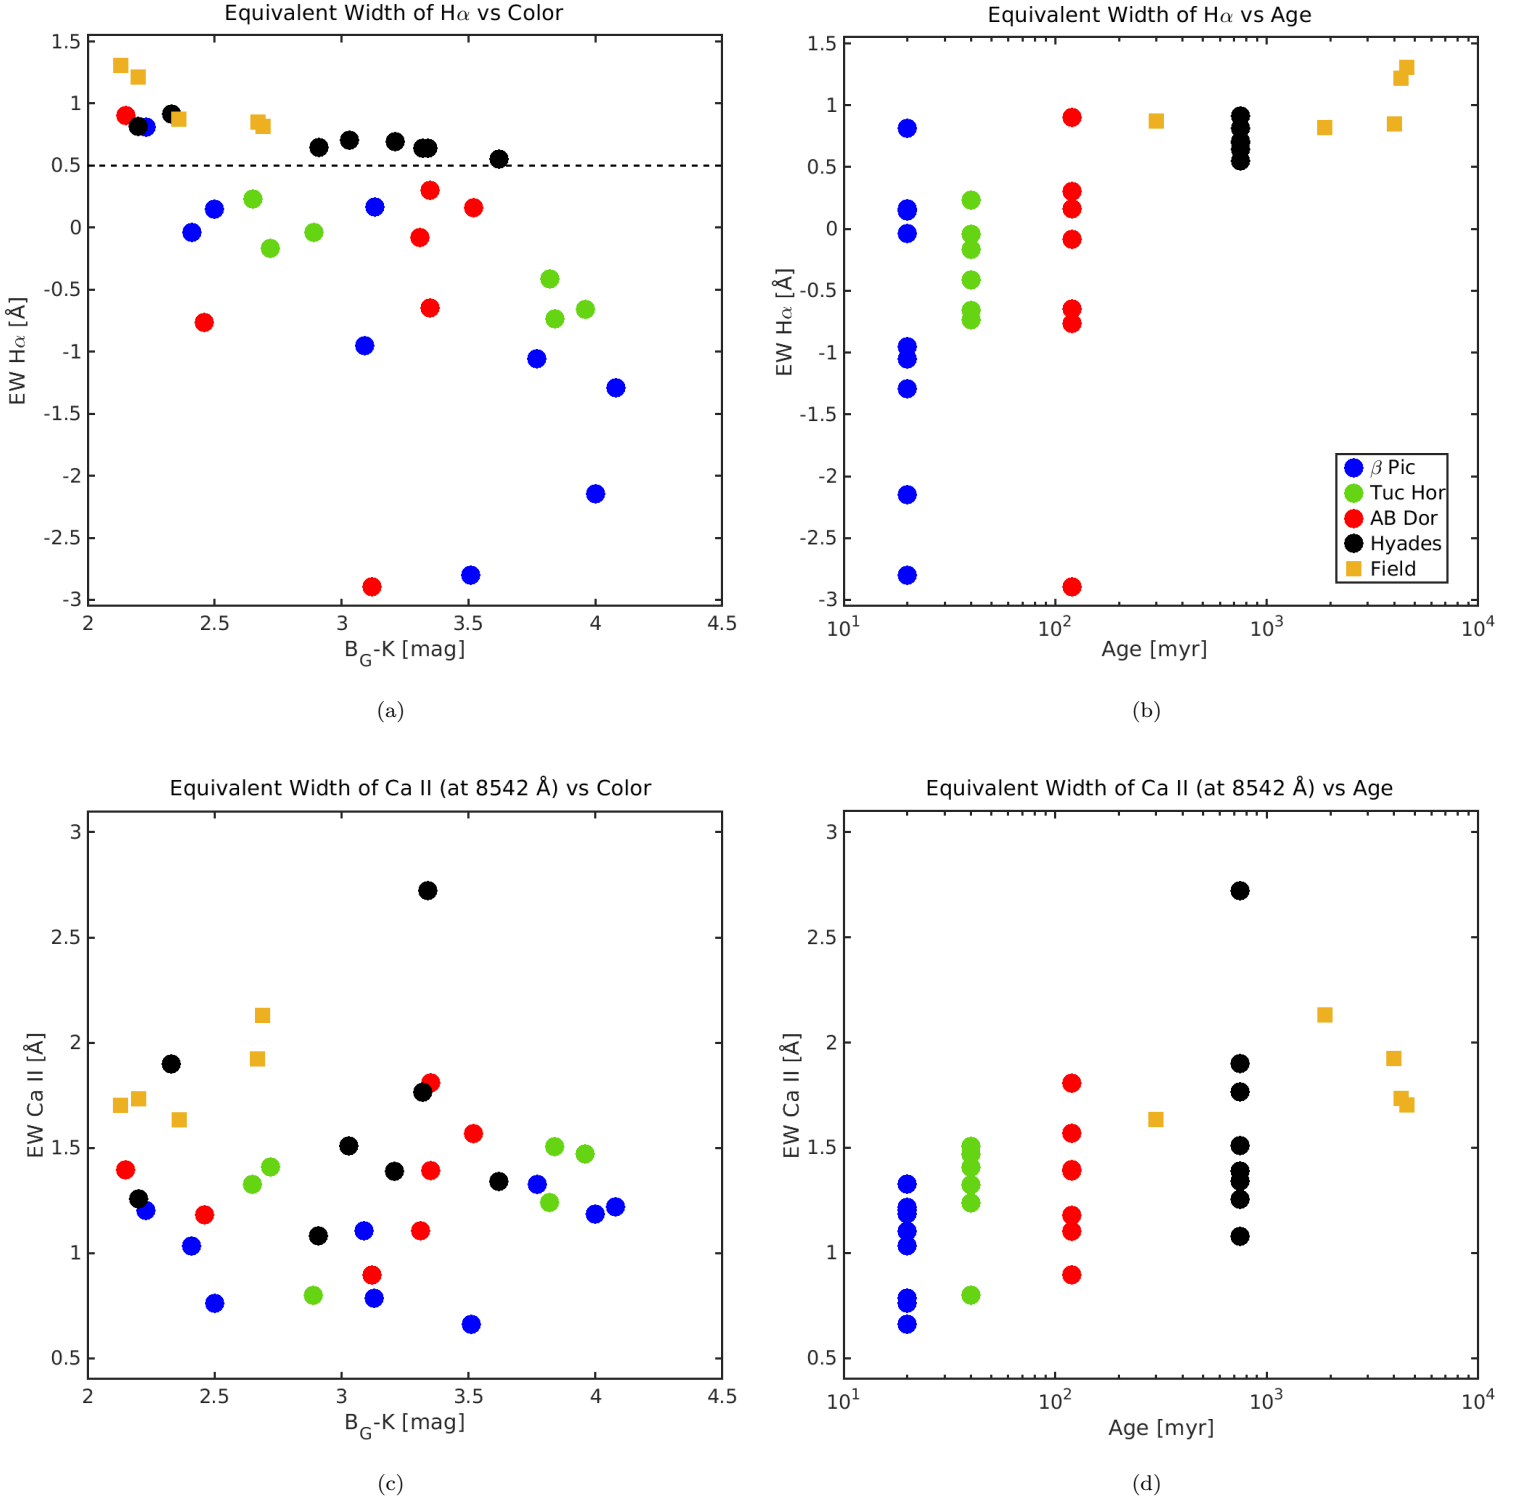 Equivalent Width of Hα vs Color
1.5
1
0.5
0
-0.5
-1
-1.5
-2
-2.5
-3
EW Hα [Å]
2
2.5
3
3.5
4
4.5
B_G-K [mag]
(a)
Equivalent Width of Hα vs Age
1.5
1
0.5
0
-0.5
-1
-1.5
-2
-2.5
-3
EW Hα [Å]
β Pic
Tuc Hor
AB Dor
Hyades
Field
10^1
10^2
10^3
10^4
Age [myr]
(b)
Equivalent Width of Ca II (at 8542 Å) vs Color
3
2.5
2
1.5
1
0.5
EW Ca II [Å]
2
2.5
3
3.5
4
4.5
B_G-K [mag]
(c)
Equivalent Width of Ca II (at 8542 Å) vs Age
3
2.5
2
1.5
1
0.5
EW Ca II [Å]
10^1
10^2
10^3
10^4
Age [myr]
(d)